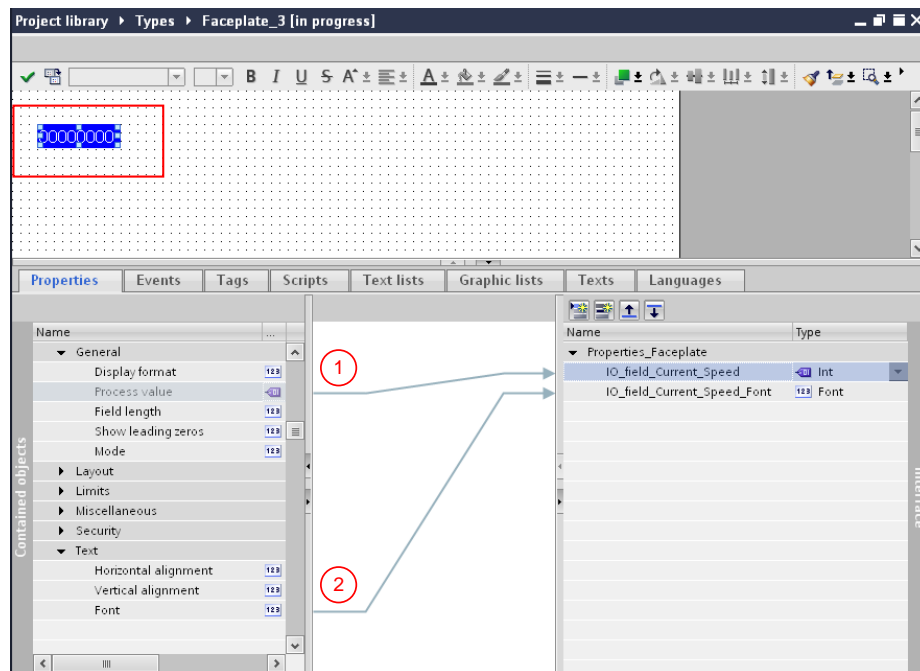 Project library ▸ Types ▸ Faceplate_3 [in progress]
B I U S A
00000000
Properties Events Tags Scripts Text lists Graphic lists Texts Languages
Name ... Name Type
General Properties_Faceplate
Display format IO_field_Current_Speed Int
Process value IO_field_Current_Speed_Font Font
Field length
Show leading zeros
Mode
Layout
Limits
Miscellaneous
Security
Text
Horizontal alignment
Vertical alignment
Font
1
2
Contained objects
Interface